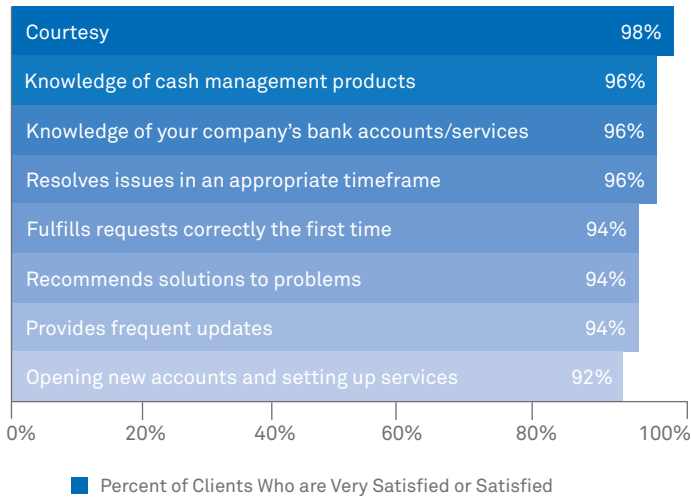 Courtesy 98%
Knowledge of cash management products 96%
Knowledge of your company's bank accounts/services 96%
Resolves issues in an appropriate timeframe 96%
Fulfills requests correctly the first time 94%
Recommends solutions to problems 94%
Provides frequent updates 94%
Opening new accounts and setting up services 92%
0% 20% 40% 60% 80% 100%
Percent of Clients Who are Very Satisfied or Satisfied